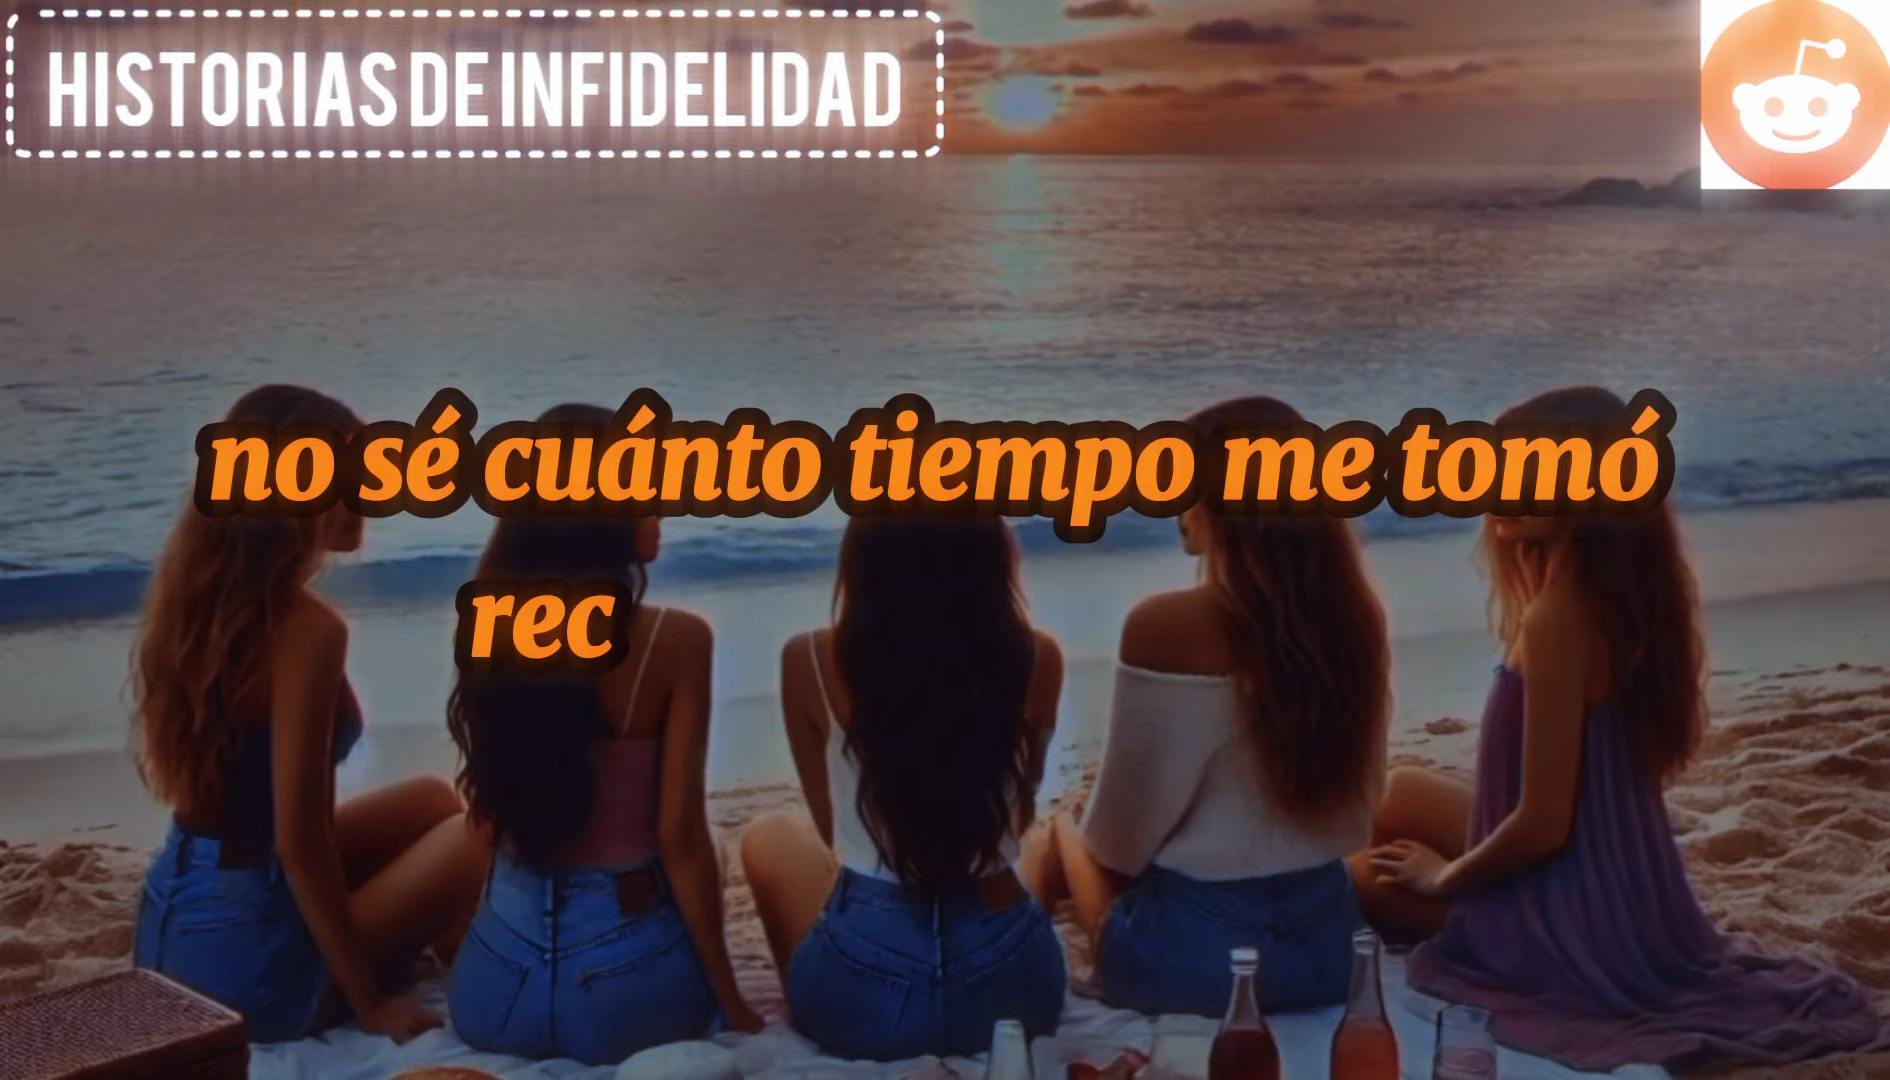 HISTORIAS DE INFIDELIDAD
no sé cuánto tiempo me tomó
rec